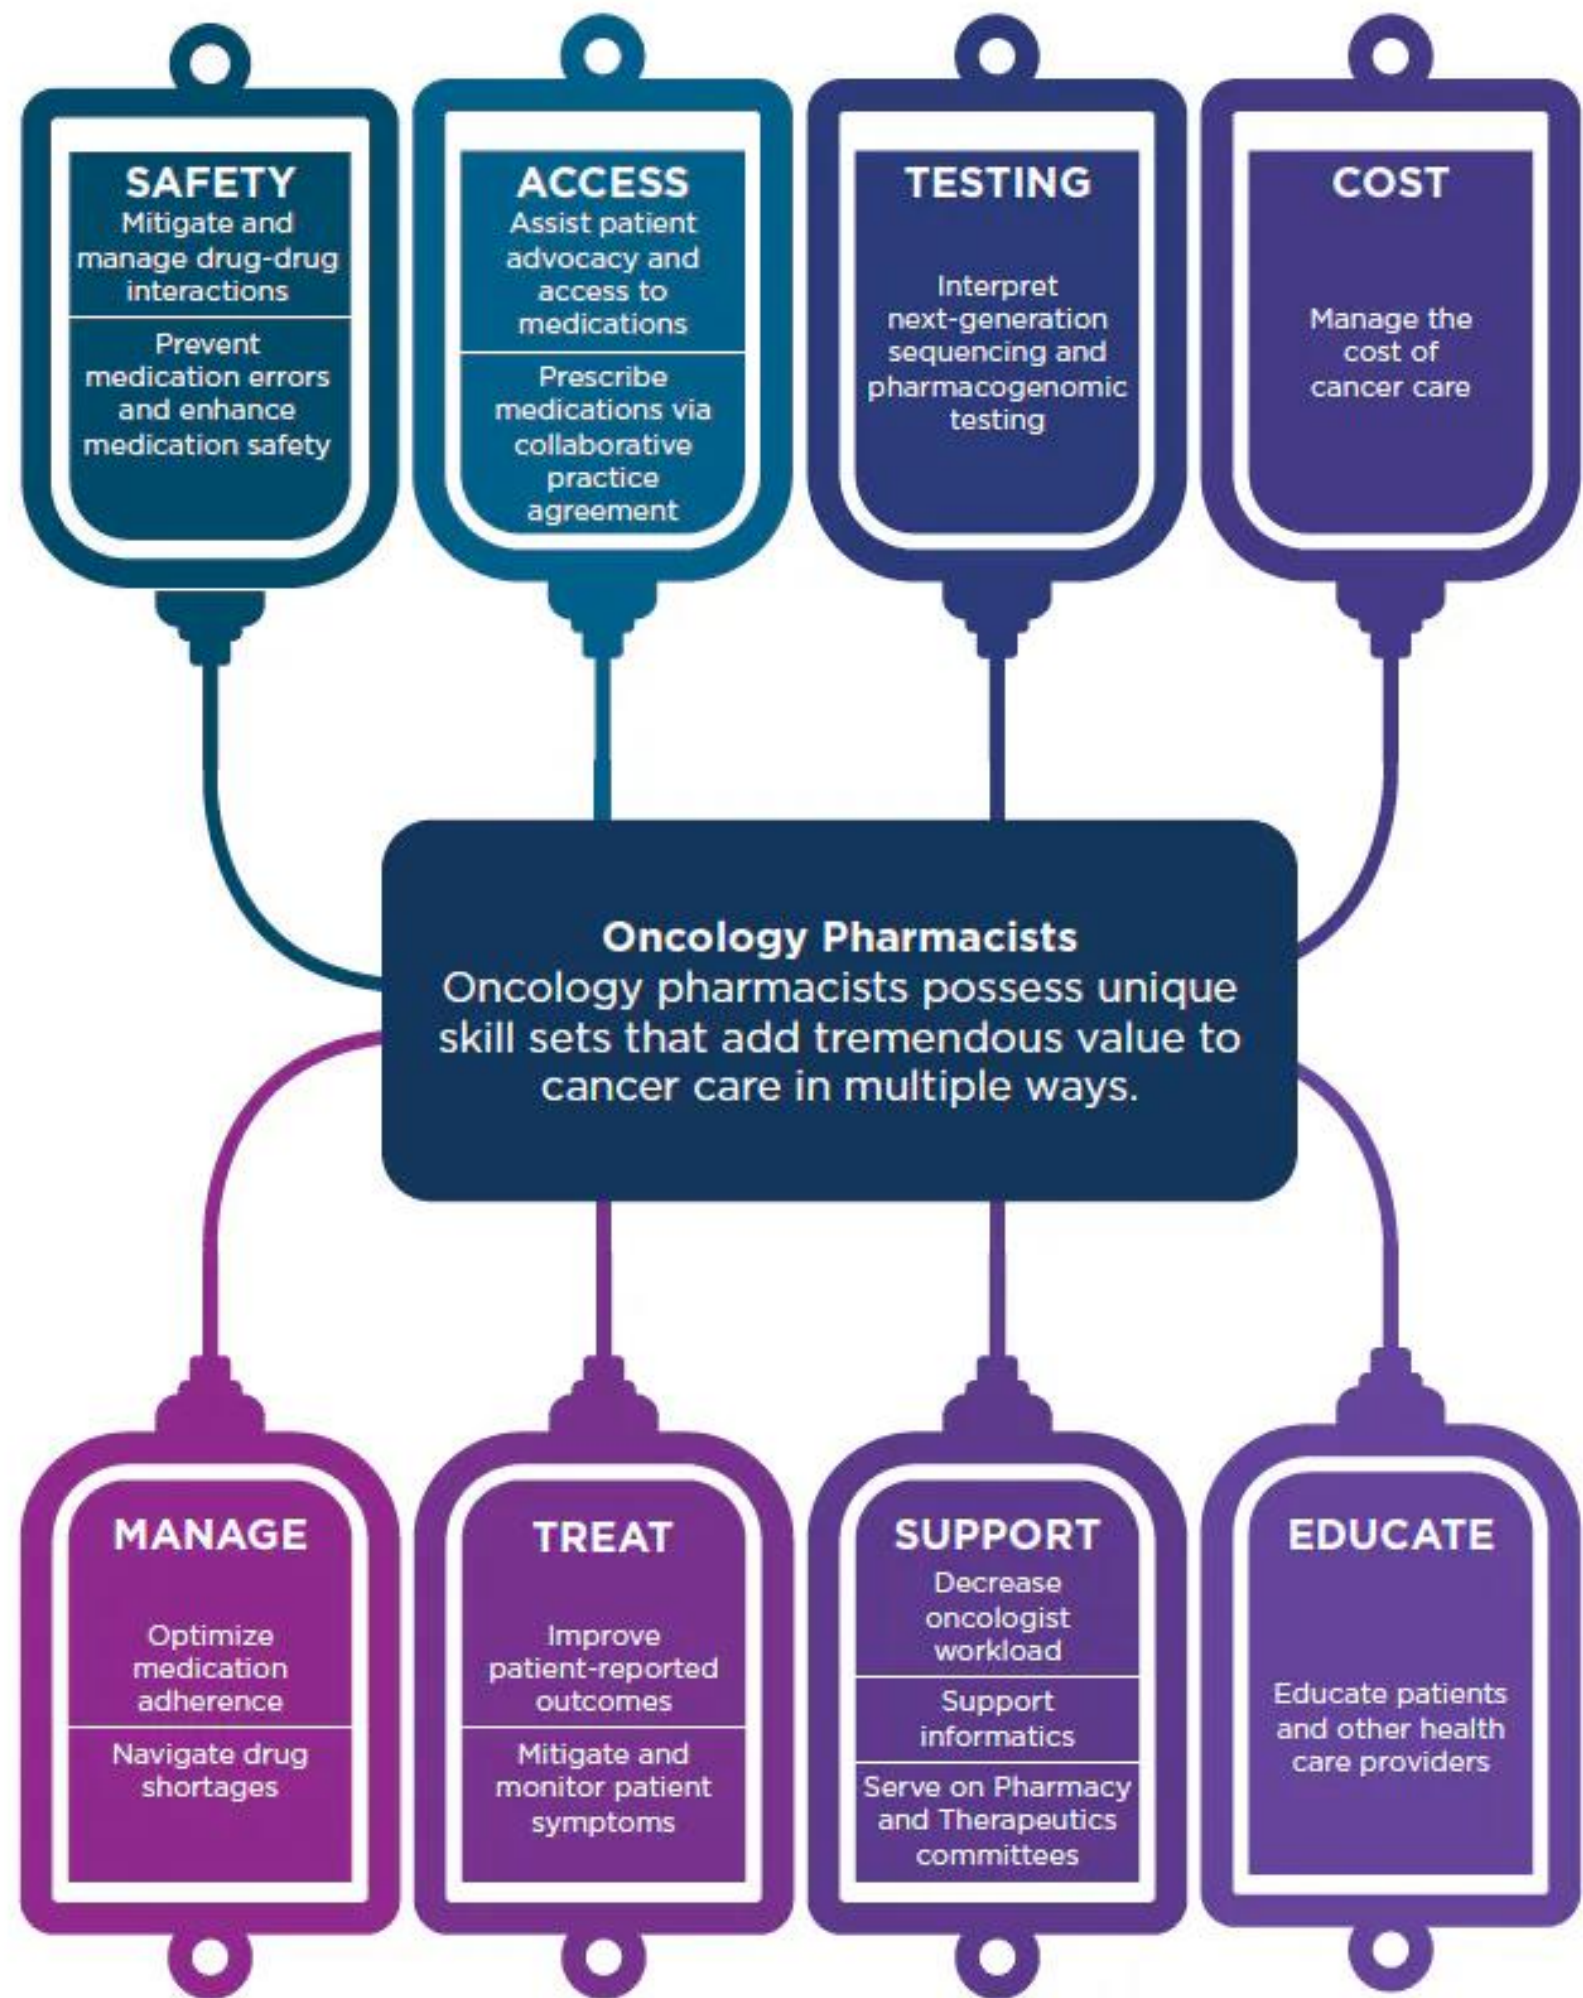 SAFETY
Mitigate and
manage drug-drug
interactions
Prevent
medication errors
and enhance
medication safety
ACCESS
Assist patient
advocacy and
access to
medications
Prescribe
medications via
collaborative
practice
agreement
TESTING
Interpret
next-generation
sequencing and
pharmacogenomic
testing
COST
Manage the
cost of
cancer care
Oncology Pharmacists
Oncology pharmacists possess unique
skill sets that add tremendous value to
cancer care in multiple ways.
MANAGE
Optimize
medication
adherence
Navigate drug
shortages
TREAT
Improve
patient-reported
outcomes
Mitigate and
monitor patient
symptoms
SUPPORT
Decrease
oncologist
workload
Support
informatics
Serve on Pharmacy
and Therapeutics
committees
EDUCATE
Educate patients
and other health
care providers